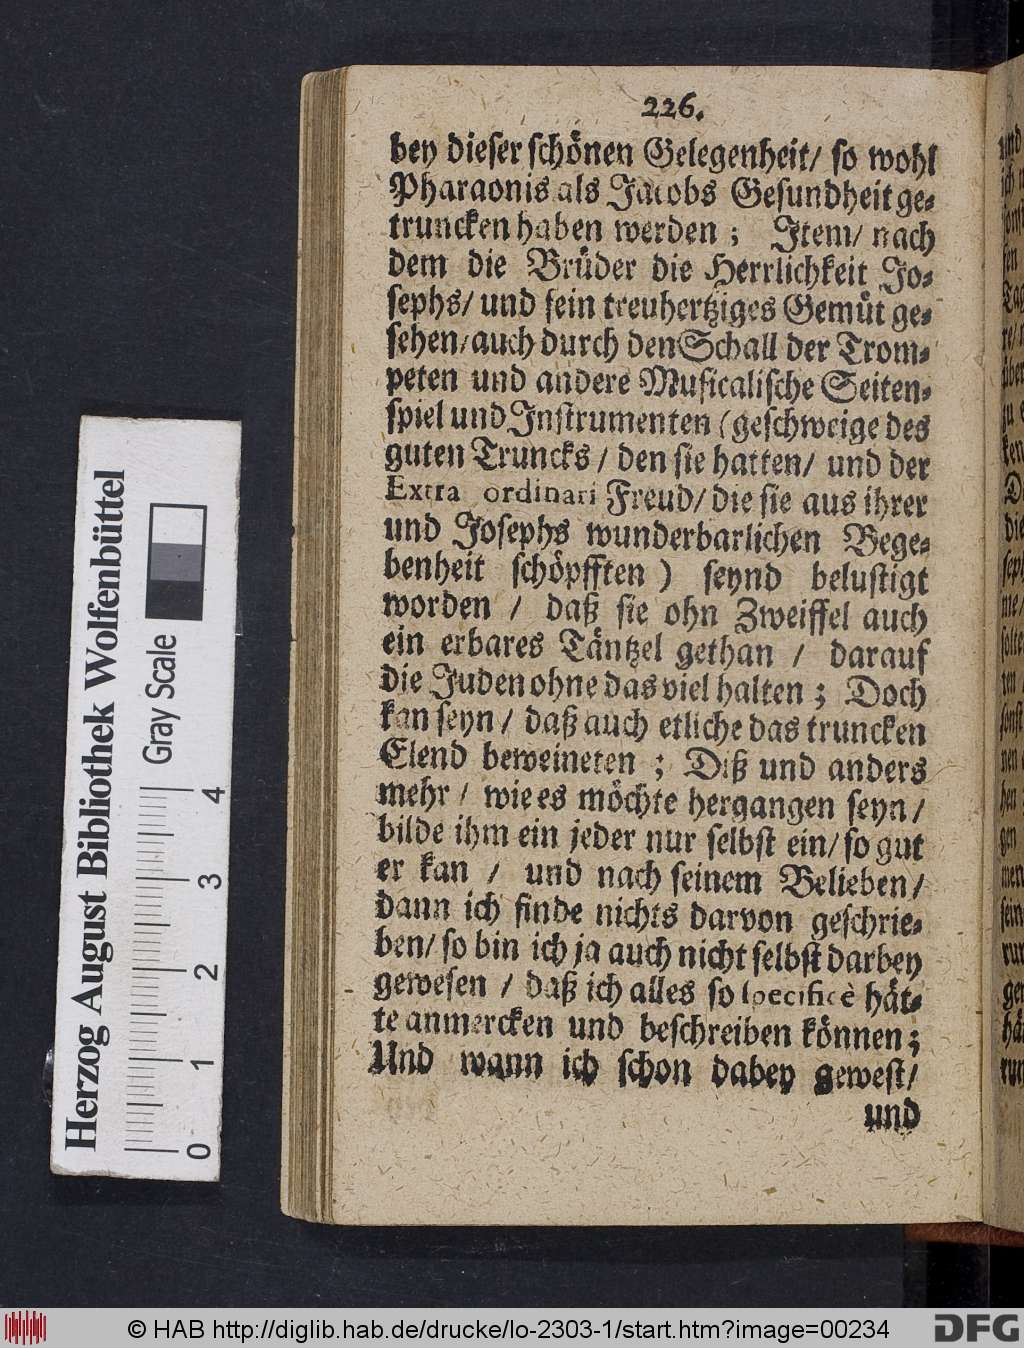 226.
bey dieser schönen Gelegenheit/ so wohl
Pharaonis als Jacobs Gesundheit ge-
truncken haben werden; Item/ nach
dem die Brüder die Herrlichkeit Jo-
sephs/ und sein treuhertziges Gemüt ge-
sehen/ auch durch den Schall der Trom-
peten und andere Musicalische Seiten-
spiel und Instrumenten (geschweige des
guten Truncks / den sie hatten/ und der
Extra ordinari Freud/ die sie aus ihrer
und Josephs wunderbarlichen Bege-
benheit schöpfften) seynd belustigt
worden / daß sie ohn Zweiffel auch
ein erbares Täntzel gethan / darauf
die Juden ohne das viel halten; Doch
kan seyn/ daß auch etliche das truncken
Elend beweineten; Diß und anders
mehr/ wie es möchte hergangen seyn/
bilde ihm ein jeder nur selbst ein/ so gut
er kan / und nach seinem Belieben/
dann ich finde nichts darvon geschrie-
ben/ so bin ich ja auch nicht selbst darbey
gewesen / daß ich alles so specificè hät-
te anmercken und beschreiben können;
Und wann ich schon dabey gewest/
und
Herzog August Bibliothek Wolfenbüttel
Gray Scale
0 1 2 3 4
© HAB http://diglib.hab.de/drucke/lo-2303-1/start.htm?image=00234
DFG